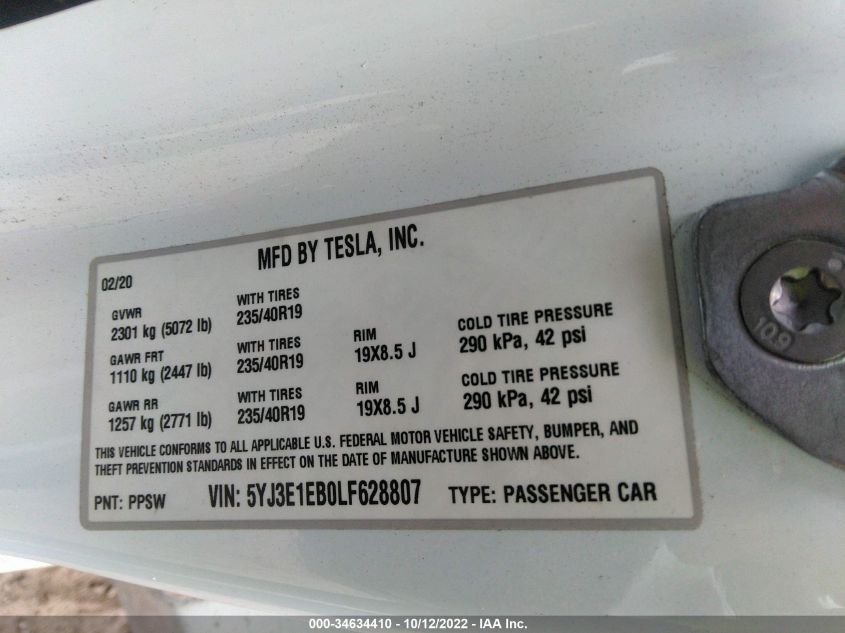 MFD BY TESLA, INC.
02/20
GVWR
2301 kg (5072 lb)
WITH TIRES
235/40R19
GAWR FRT
1110 kg (2447 lb)
WITH TIRES
235/40R19
RIM
19X8.5 J
COLD TIRE PRESSURE
290 kPa, 42 psi
GAWR RR
1257 kg (2771 lb)
WITH TIRES
235/40R19
RIM
19X8.5 J
COLD TIRE PRESSURE
290 kPa, 42 psi
THIS VEHICLE CONFORMS TO ALL APPLICABLE U.S. FEDERAL MOTOR VEHICLE SAFETY, BUMPER, AND
THEFT PREVENTION STANDARDS IN EFFECT ON THE DATE OF MANUFACTURE SHOWN ABOVE.
PNT: PPSW VIN: 5YJ3E1EB0LF628807 TYPE: PASSENGER CAR
109
000-34634410 - 10/12/2022 - IAA Inc.